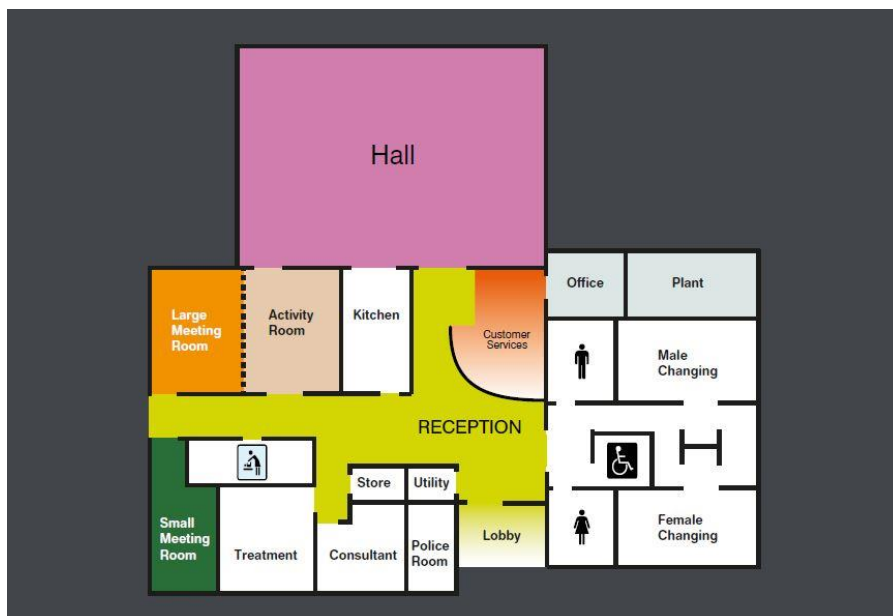 Hall
Office
Plant
Large
Meeting
Room
Activity
Room
Kitchen
Customer
Services
Male
Changing
RECEPTION
Store
Utility
Small
Meeting
Room
Treatment
Consultant
Police
Room
Lobby
Female
Changing